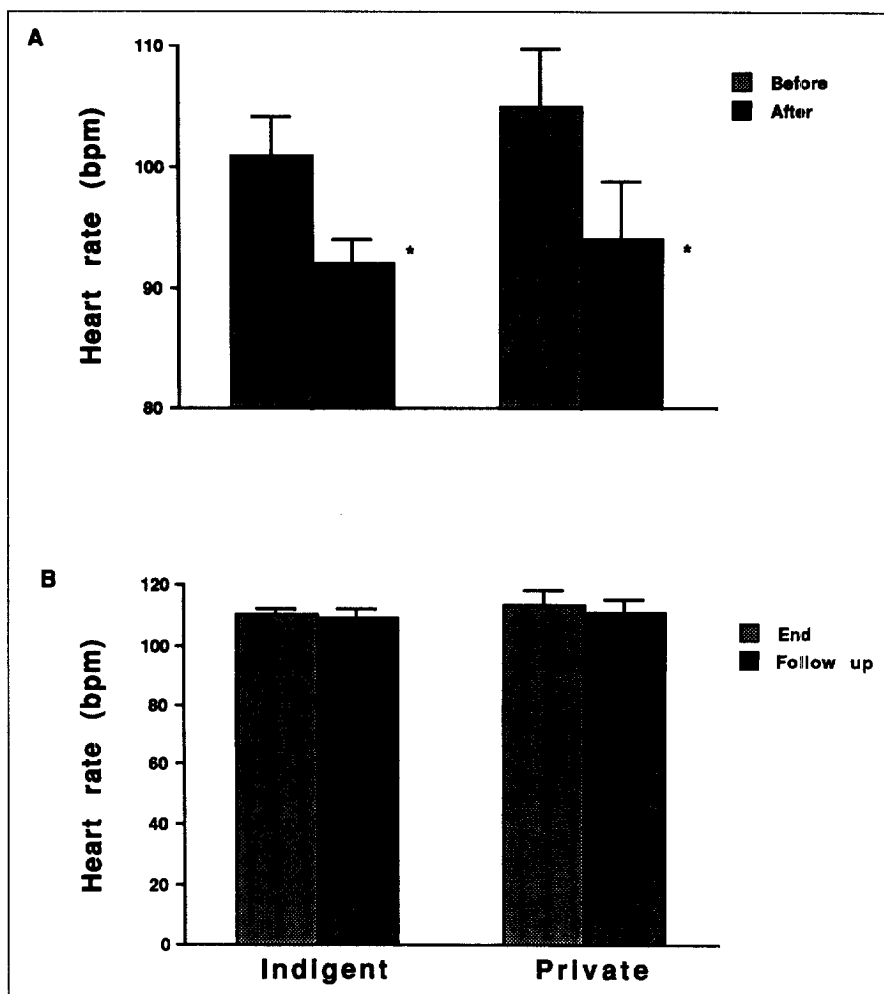 A
110
100
90
80
Heart rate (bpm)
Before
After
*
*
B
120
100
80
60
40
20
0
Heart rate (bpm)
End
Follow up
Indigent Private